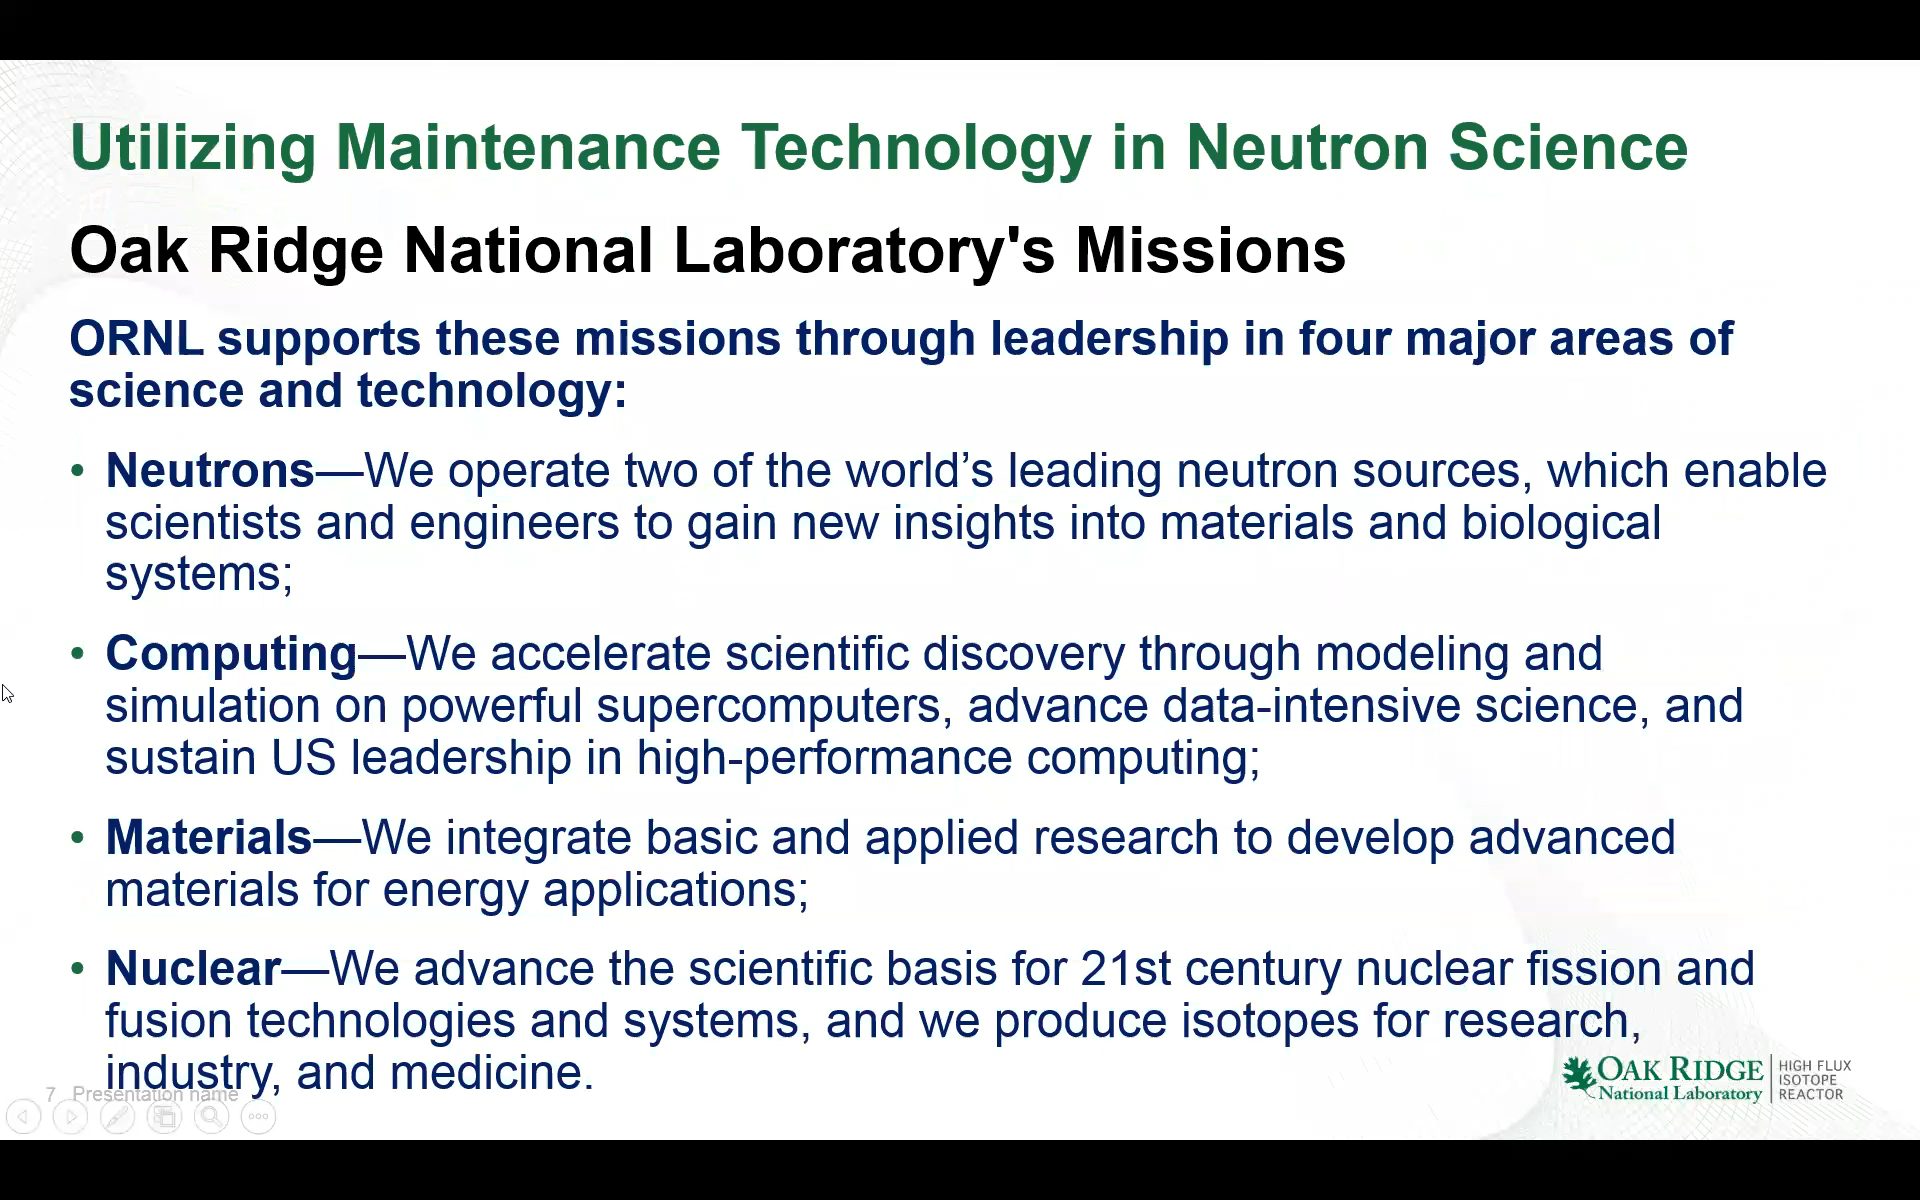 Utilizing Maintenance Technology in Neutron Science
Oak Ridge National Laboratory's Missions
ORNL supports these missions through leadership in four major areas of
science and technology:
• Neutrons—We operate two of the world’s leading neutron sources, which enable
scientists and engineers to gain new insights into materials and biological
systems;
• Computing—We accelerate scientific discovery through modeling and
simulation on powerful supercomputers, advance data-intensive science, and
sustain US leadership in high-performance computing;
• Materials—We integrate basic and applied research to develop advanced
materials for energy applications;
• Nuclear—We advance the scientific basis for 21st century nuclear fission and
fusion technologies and systems, and we produce isotopes for research,
industry, and medicine.
7 Presentation name
OAK RIDGE
National Laboratory
HIGH FLUX
ISOTOPE
REACTOR